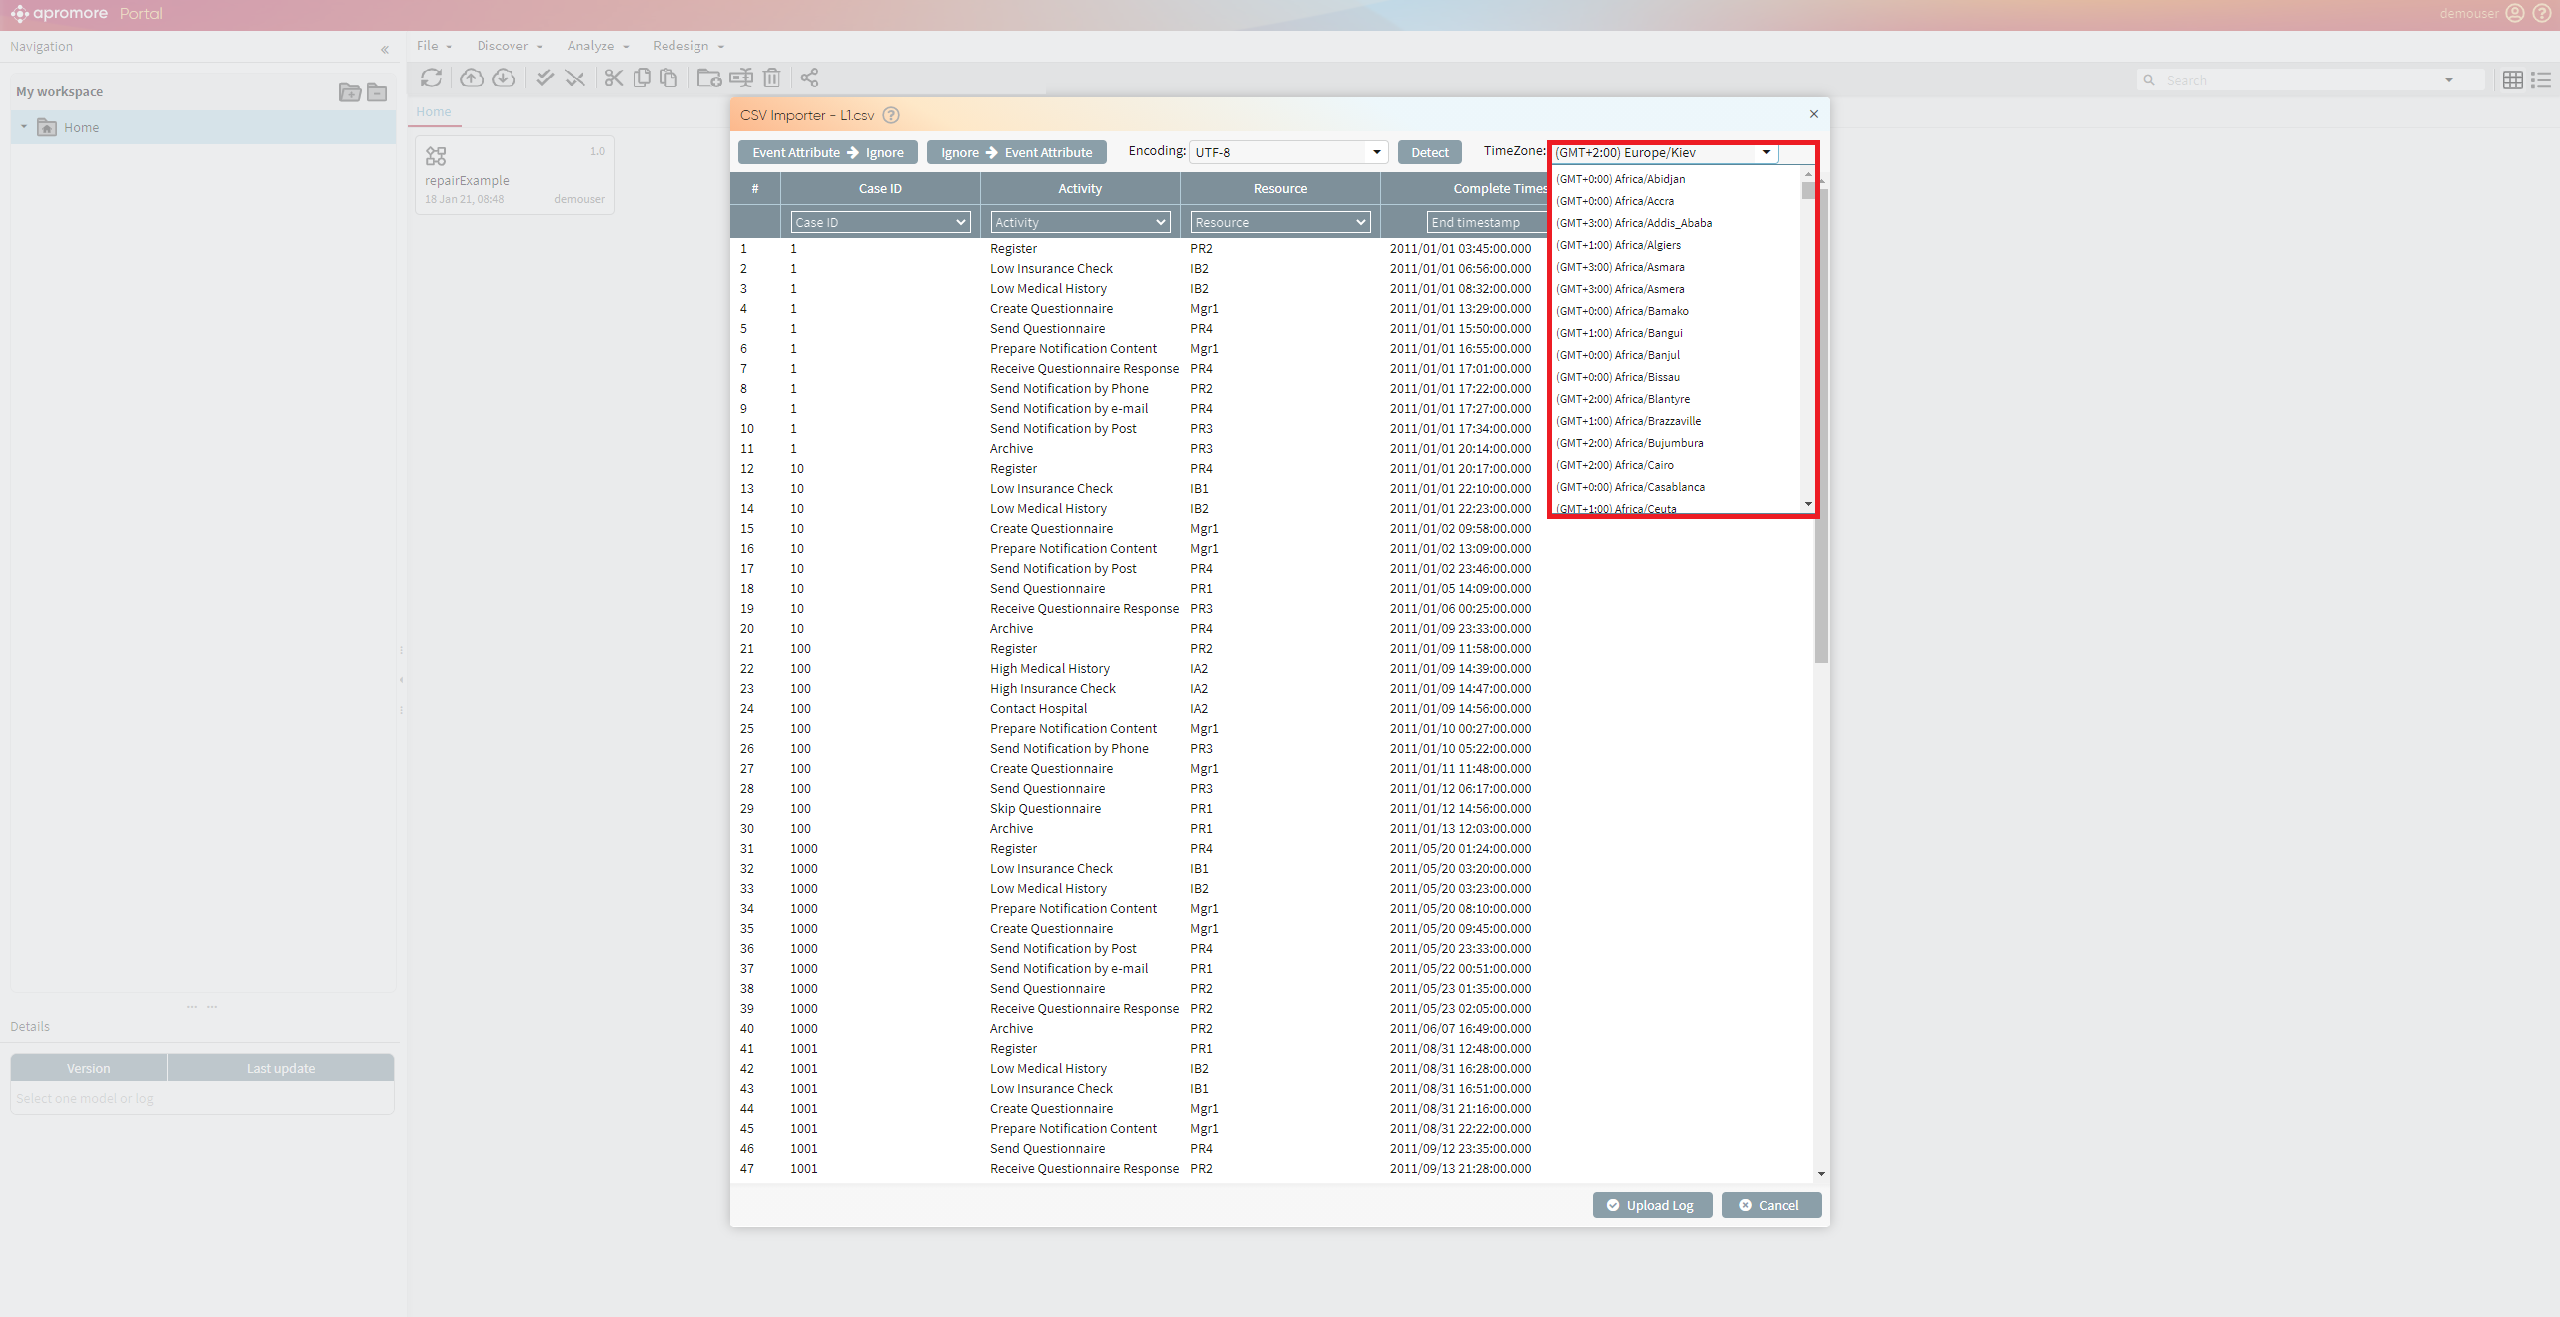 apromore Portal
demouser
Navigation
File Discover Analyze Redesign
My workspace
Search
Home
Home
1.0
repairExample
18 Jan 21, 08:48 demouser
CSV Importer - L1.csv
Event Attribute Ignore Ignore Event Attribute Encoding: UTF-8 Detect TimeZone: (GMT+2:00) Europe/Kiev
# Case ID Activity Resource Complete Times
Case ID Activity Resource End timestamp
(GMT+0:00) Africa/Abidjan
(GMT+0:00) Africa/Accra
(GMT+3:00) Africa/Addis_Ababa
(GMT+1:00) Africa/Algiers
(GMT+3:00) Africa/Asmara
(GMT+3:00) Africa/Asmera
(GMT+0:00) Africa/Bamako
(GMT+1:00) Africa/Bangui
(GMT+0:00) Africa/Banjul
(GMT+0:00) Africa/Bissau
(GMT+2:00) Africa/Blantyre
(GMT+1:00) Africa/Brazzaville
(GMT+2:00) Africa/Bujumbura
(GMT+2:00) Africa/Cairo
(GMT+0:00) Africa/Casablanca
(GMT+1:00) Africa/Ceuta
1 1 Register PR2 2011/01/01 03:45:00.000
2 1 Low Insurance Check IB2 2011/01/01 06:56:00.000
3 1 Low Medical History IB2 2011/01/01 08:32:00.000
4 1 Create Questionnaire Mgr1 2011/01/01 13:29:00.000
5 1 Send Questionnaire PR4 2011/01/01 15:50:00.000
6 1 Prepare Notification Content Mgr1 2011/01/01 16:55:00.000
7 1 Receive Questionnaire Response PR4 2011/01/01 17:01:00.000
8 1 Send Notification by Phone PR2 2011/01/01 17:22:00.000
9 1 Send Notification by e-mail PR4 2011/01/01 17:27:00.000
10 1 Send Notification by Post PR3 2011/01/01 17:34:00.000
11 1 Archive PR3 2011/01/01 20:14:00.000
12 10 Register PR4 2011/01/01 20:17:00.000
13 10 Low Insurance Check IB1 2011/01/01 22:10:00.000
14 10 Low Medical History IB2 2011/01/01 22:23:00.000
15 10 Create Questionnaire Mgr1 2011/01/02 09:58:00.000
16 10 Prepare Notification Content Mgr1 2011/01/02 13:09:00.000
17 10 Send Notification by Post PR4 2011/01/02 23:46:00.000
18 10 Send Questionnaire PR1 2011/01/05 14:09:00.000
19 10 Receive Questionnaire Response PR3 2011/01/06 00:25:00.000
20 10 Archive PR4 2011/01/09 23:33:00.000
21 100 Register PR2 2011/01/09 11:58:00.000
22 100 High Medical History IA2 2011/01/09 14:39:00.000
23 100 High Insurance Check IA2 2011/01/09 14:47:00.000
24 100 Contact Hospital IA2 2011/01/09 14:56:00.000
25 100 Prepare Notification Content Mgr1 2011/01/10 00:27:00.000
26 100 Send Notification by Phone PR3 2011/01/10 05:22:00.000
27 100 Create Questionnaire Mgr1 2011/01/11 11:48:00.000
28 100 Send Questionnaire PR3 2011/01/12 06:17:00.000
29 100 Skip Questionnaire PR1 2011/01/12 14:56:00.000
30 100 Archive PR1 2011/01/13 12:03:00.000
31 1000 Register PR4 2011/05/20 01:24:00.000
32 1000 Low Insurance Check IB1 2011/05/20 03:20:00.000
33 1000 Low Medical History IB2 2011/05/20 03:23:00.000
34 1000 Prepare Notification Content Mgr1 2011/05/20 08:10:00.000
35 1000 Create Questionnaire Mgr1 2011/05/20 09:45:00.000
36 1000 Send Notification by Post PR4 2011/05/20 23:33:00.000
37 1000 Send Notification by e-mail PR1 2011/05/22 00:51:00.000
38 1000 Send Questionnaire PR2 2011/05/23 01:35:00.000
39 1000 Receive Questionnaire Response PR2 2011/05/23 02:05:00.000
40 1000 Archive PR2 2011/06/07 16:49:00.000
41 1001 Register PR1 2011/08/31 12:48:00.000
42 1001 Low Medical History IB2 2011/08/31 16:28:00.000
43 1001 Low Insurance Check IB1 2011/08/31 16:51:00.000
44 1001 Create Questionnaire Mgr1 2011/08/31 21:16:00.000
45 1001 Prepare Notification Content Mgr1 2011/08/31 22:22:00.000
46 1001 Send Questionnaire PR4 2011/09/12 23:35:00.000
47 1001 Receive Questionnaire Response PR2 2011/09/13 21:28:00.000
Details
Version Last update
Select one model or log
Upload Log Cancel